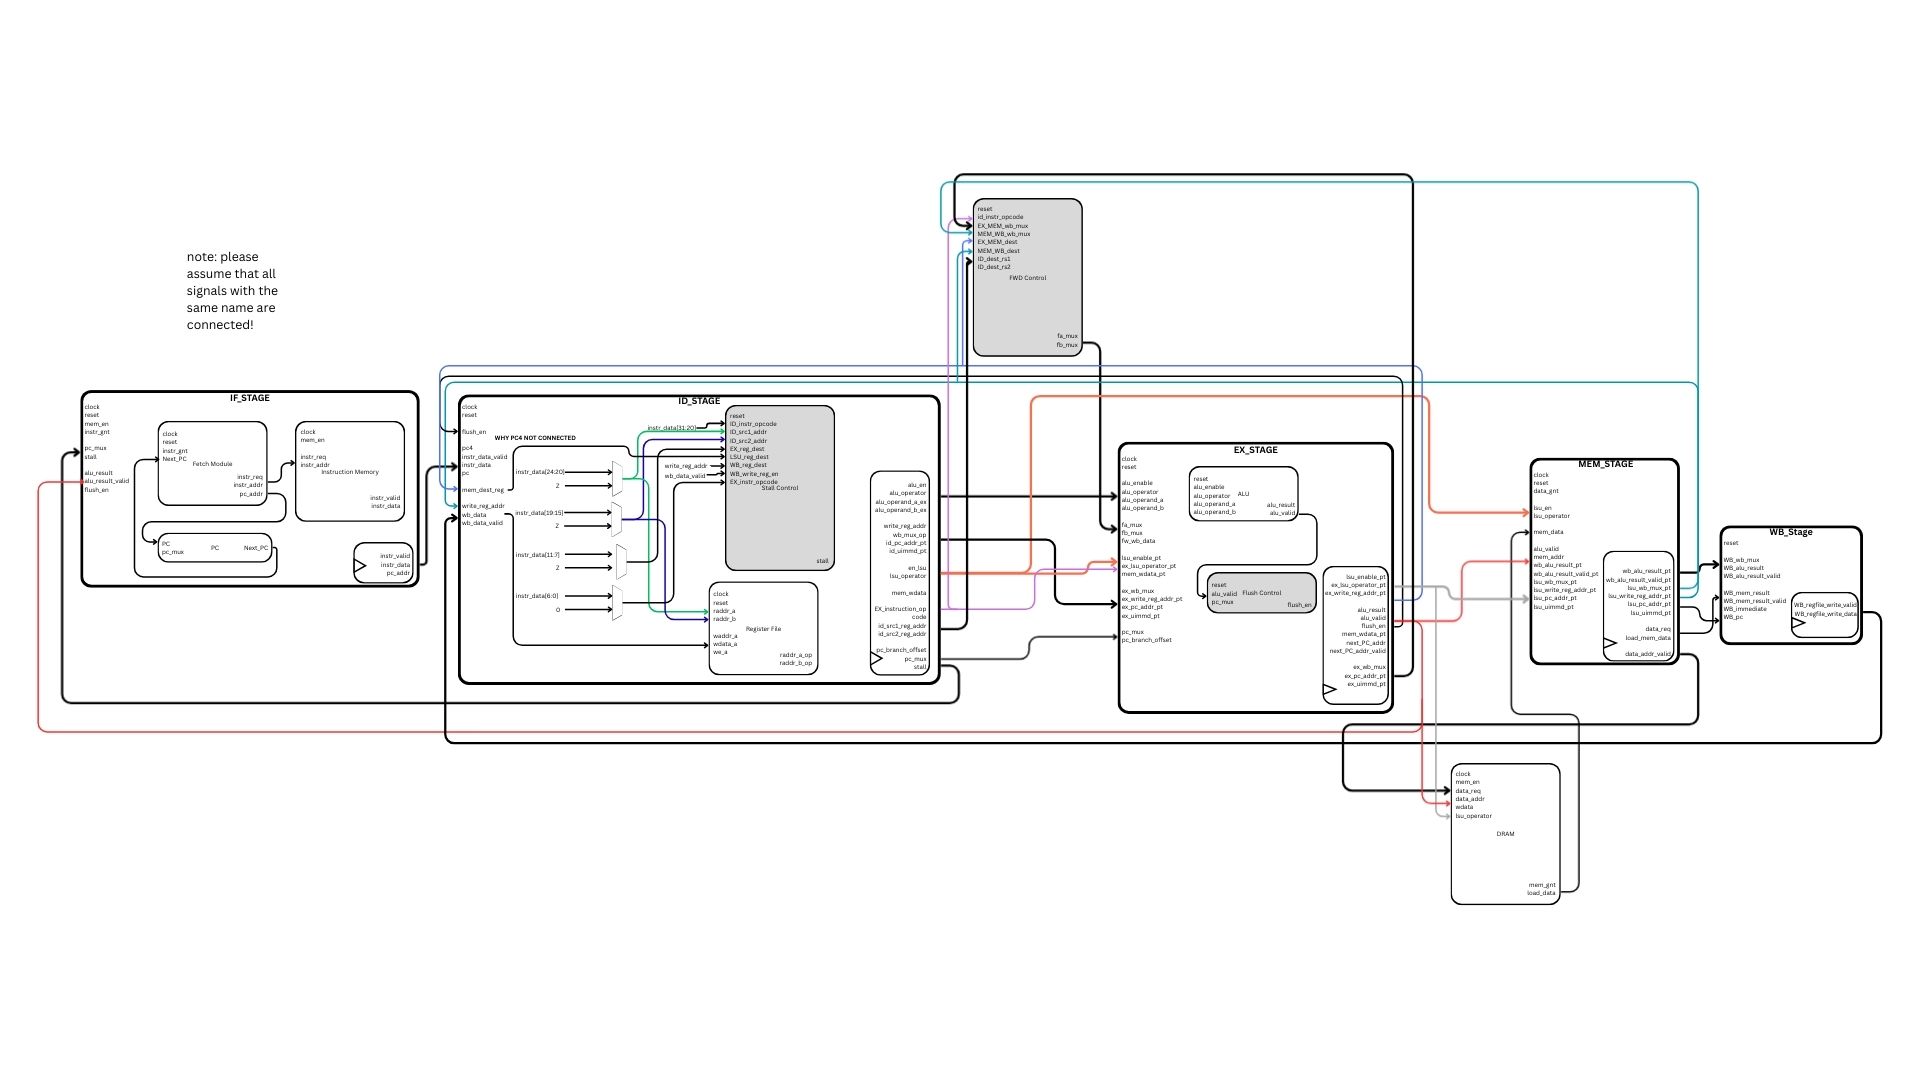 note: please
assume that all
signals with the
same name are
connected!
IF_STAGE
clock
reset
mem_en
instr_gnt
pc_mux
stall
alu_result
alu_result_valid
flush_en
clock
reset
instr_gnt
Next_PC
Fetch Module
instr_req
instr_addr
pc_addr
clock
mem_en
instr_req
instr_addr
Instruction Memory
instr_valid
instr_data
PC
pc_mux
PC
Next_PC
instr_valid
instr_data
pc_addr
ID_STAGE
clock
reset
flush_en
pc4
instr_data_valid
instr_data
pc
mem_dest_reg
write_reg_addr
wb_data
wb_data_valid
WHY PC4 NOT CONNECTED
instr_data[24:20]
2
instr_data[19:15]
2
instr_data[11:7]
2
instr_data[6:0]
0
instr_data[31:20]
write_reg_addr
wb_data_valid
reset
ID_instr_opcode
ID_src1_addr
ID_src2_addr
EX_reg_dest
LSU_reg_dest
WB_reg_dest
WB_write_reg_en
EX_instr_opcode
Stall Control
stall
clock
reset
raddr_a
raddr_b
Register File
waddr_a
wdata_a
we_a
raddr_a_op
raddr_b_op
alu_en
alu_operator
alu_operand_a_ex
alu_operand_b_ex
write_reg_addr
wb_mux_op
id_pc_addr_pt
id_uimmd_pt
en_lsu
lsu_operator
mem_wdata
EX_instruction_op
code
id_src1_reg_addr
id_src2_reg_addr
pc_branch_offset
pc_mux
stall
reset
id_instr_opcode
EX_MEM_wb_mux
MEM_WB_wb_mux
EX_MEM_dest
MEM_WB_dest
ID_dest_rs1
ID_dest_rs2
FWD Control
fa_mux
fb_mux
EX_STAGE
clock
reset
alu_enable
alu_operator
alu_operand_a
alu_operand_b
fa_mux
fb_mux
fw_wb_data
lsu_enable_pt
ex_lsu_operator_pt
mem_wdata_pt
ex_wb_mux
ex_write_reg_addr_pt
ex_pc_addr_pt
ex_uimmd_pt
pc_mux
pc_branch_offset
reset
alu_enable
alu_operator
alu_operand_a
alu_operand_b
ALU
alu_result
alu_valid
reset
alu_valid
pc_mux
Flush Control
flush_en
lsu_enable_pt
ex_lsu_operator_pt
ex_write_reg_addr_pt
alu_result
alu_valid
flush_en
mem_wdata_pt
next_PC_addr
next_PC_addr_valid
ex_wb_mux
ex_pc_addr_pt
ex_uimmd_pt
MEM_STAGE
clock
reset
data_gnt
lsu_en
lsu_operator
mem_data
alu_valid
mem_addr
wb_alu_result_pt
wb_alu_result_valid_pt
lsu_wb_mux_pt
lsu_write_reg_addr_pt
lsu_pc_addr_pt
lsu_uimmd_pt
wb_alu_result_pt
wb_alu_result_valid_pt
lsu_wb_mux_pt
lsu_write_reg_addr_pt
lsu_pc_addr_pt
lsu_uimmd_pt
data_req
load_mem_data
data_addr_valid
WB_Stage
reset
WB_wb_mux
WB_alu_result
WB_alu_result_valid
WB_mem_result
WB_mem_result_valid
WB_immediate
WB_pc
WB_regfile_write_valid
WB_regfile_write_data
clock
mem_en
data_req
data_addr
wdata
lsu_operator
DRAM
mem_gnt
load_data